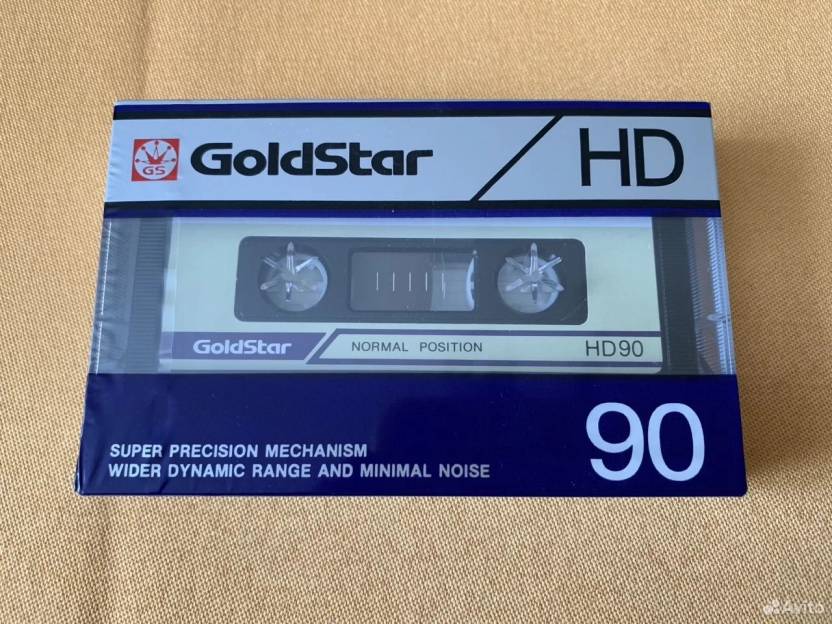 GS GoldStar HD
GoldStar NORMAL POSITION HD90
SUPER PRECISION MECHANISM
WIDER DYNAMIC RANGE AND MINIMAL NOISE
90
Avito